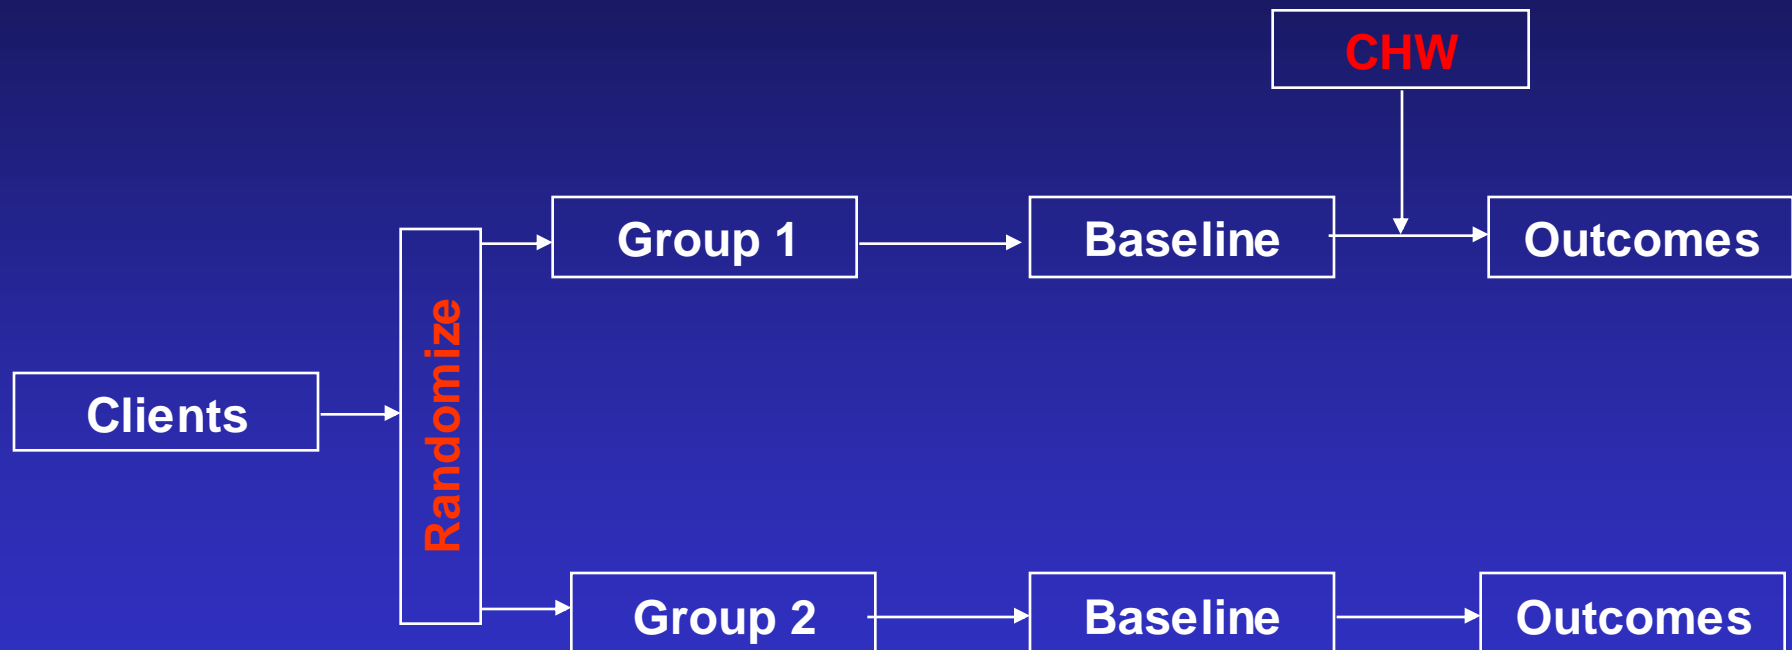 CHW
Group 1
Baseline
Outcomes
Clients
Randomize
Group 2
Baseline
Outcomes